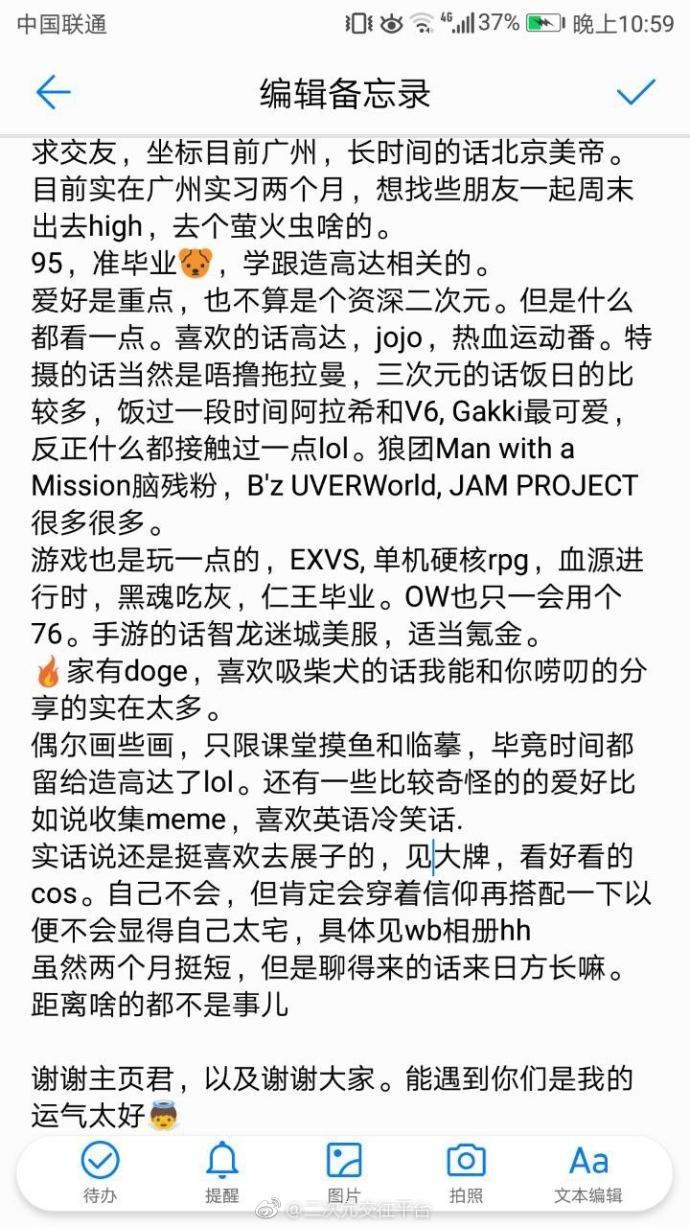 中国联通 4G 37% 晚上10:59
编辑备忘录
求交友，坐标目前广州，长时间的话北京美帝。
目前实在广州实习两个月，想找些朋友一起周末
出去high，去个萤火虫啥的。
95，准毕业🐶，学跟造高达相关的。
爱好是重点，也不算是个资深二次元。但是什么
都看一点。喜欢的话高达，jojo，热血运动番。特
摄的话当然是唔撸拖拉曼，三次元的话饭日的比
较多，饭过一段时间阿拉希和V6, Gakki最可爱，
反正什么都接触过一点lol。狼团Man with a
Mission脑残粉，B'z UVERWorld, JAM PROJECT
很多很多。
游戏也是玩一点的，EXVS, 单机硬核rpg，血源进
行时，黑魂吃灰，仁王毕业。OW也只一会用个
76。手游的话智龙迷城美服，适当氪金。
🔥家有doge，喜欢吸柴犬的话我能和你唠叨的分
享的实在太多。
偶尔画些画，只限课堂摸鱼和临摹，毕竟时间都
留给造高达了lol。还有一些比较奇怪的的爱好比
如说收集meme，喜欢英语冷笑话.
实话说还是挺喜欢去展子的，见大牌，看好看的
cos。自己不会，但肯定会穿着信仰再搭配一下以
便不会显得自己太宅，具体见wb相册hh
虽然两个月挺短，但是聊得来的话来日方长嘛。
距离啥的都不是事儿
谢谢主页君，以及谢谢大家。能遇到你们是我的
运气太好👼
待办 提醒 图片 拍照 文本编辑
Aa
@二次元交往平台